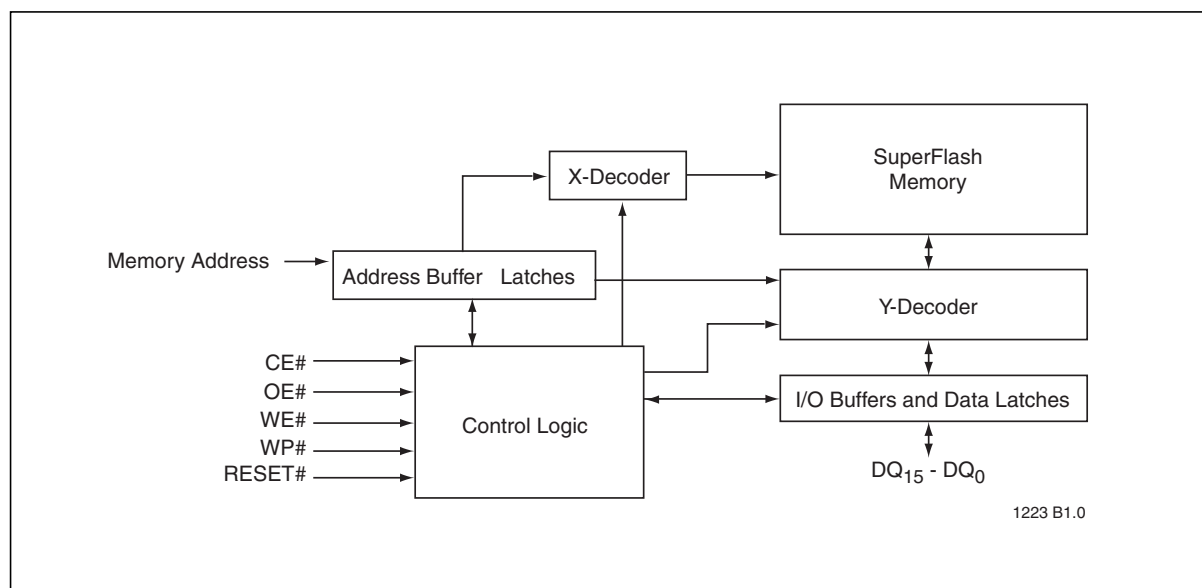 SuperFlash
Memory
X-Decoder
Memory Address
Address Buffer Latches
Y-Decoder
CE#
OE#
WE#
WP#
RESET#
Control Logic
I/O Buffers and Data Latches
DQ15 - DQ0
1223 B1.0